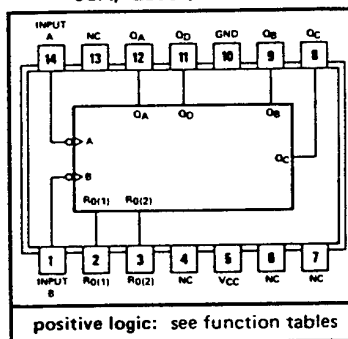 INPUT
A NC QA QD GND QB QC
14 13 12 11 10 9 8
QA QD QB
A
QC
B
R0(1) R0(2)
1 2 3 4 5 6 7
INPUT
B R0(1) R0(2) NC VCC NC NC
positive logic: see function tables